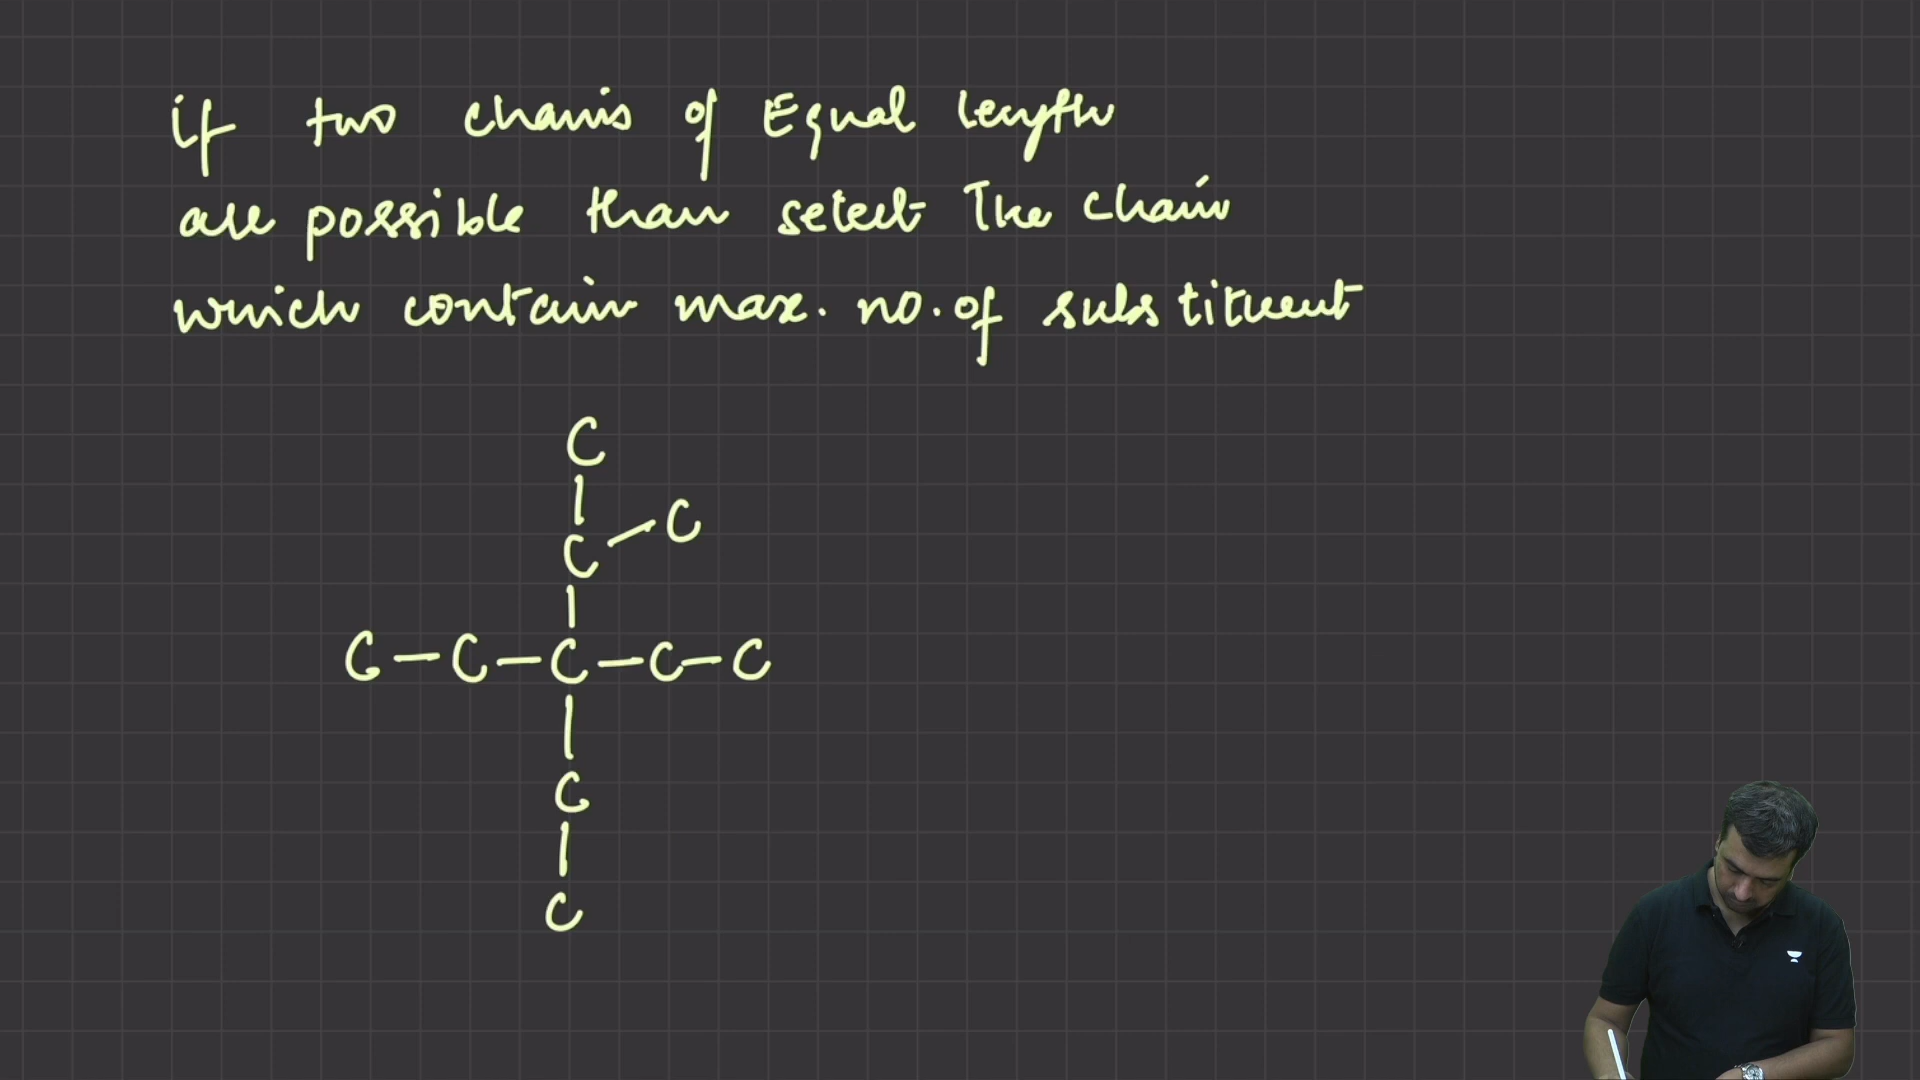 if two chains of Equal length
are possible than select The chain
which contain max. no. of substituent
C
|
C - C
|
C - C - C - C - C
|
C
|
C